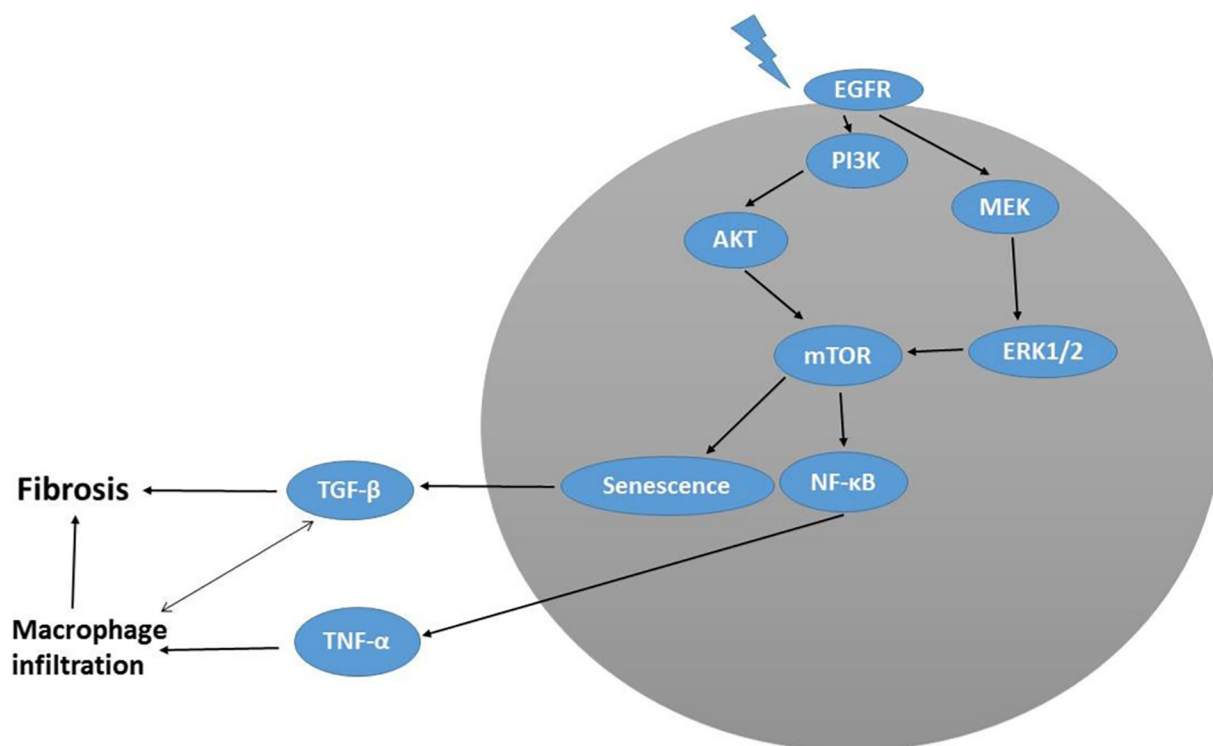 EGFR
PI3K
MEK
AKT
mTOR
ERK1/2
Senescence
NF-κB
TGF-β
Fibrosis
TNF-α
Macrophage
infiltration